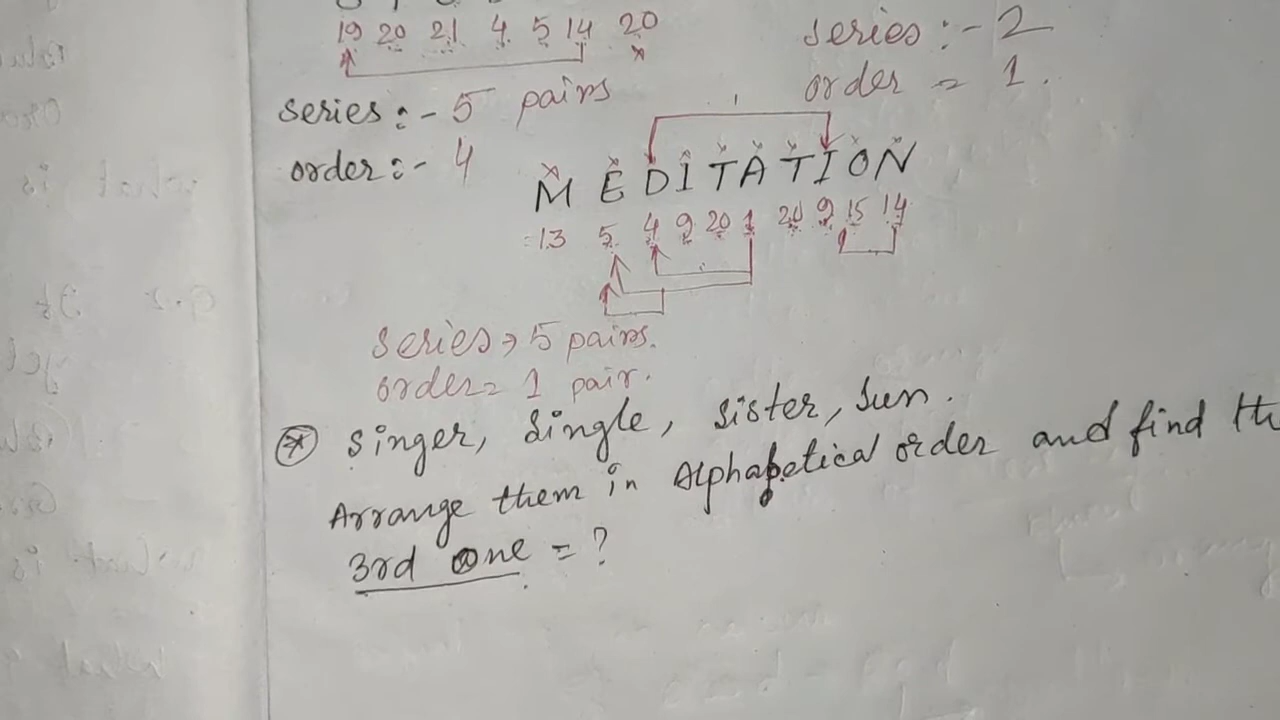 19 20 21 4 5 14 20
series :- 2
order = 1.
series :- 5 pairs
order :- 4
MEDITATION
13 5 4 9 20 1 20 9 15 14
series → 5 pairs.
order = 1 pair.
* singer, single, sister, sun.
Arrange them in Alphabetical order and find th
3rd one = ?